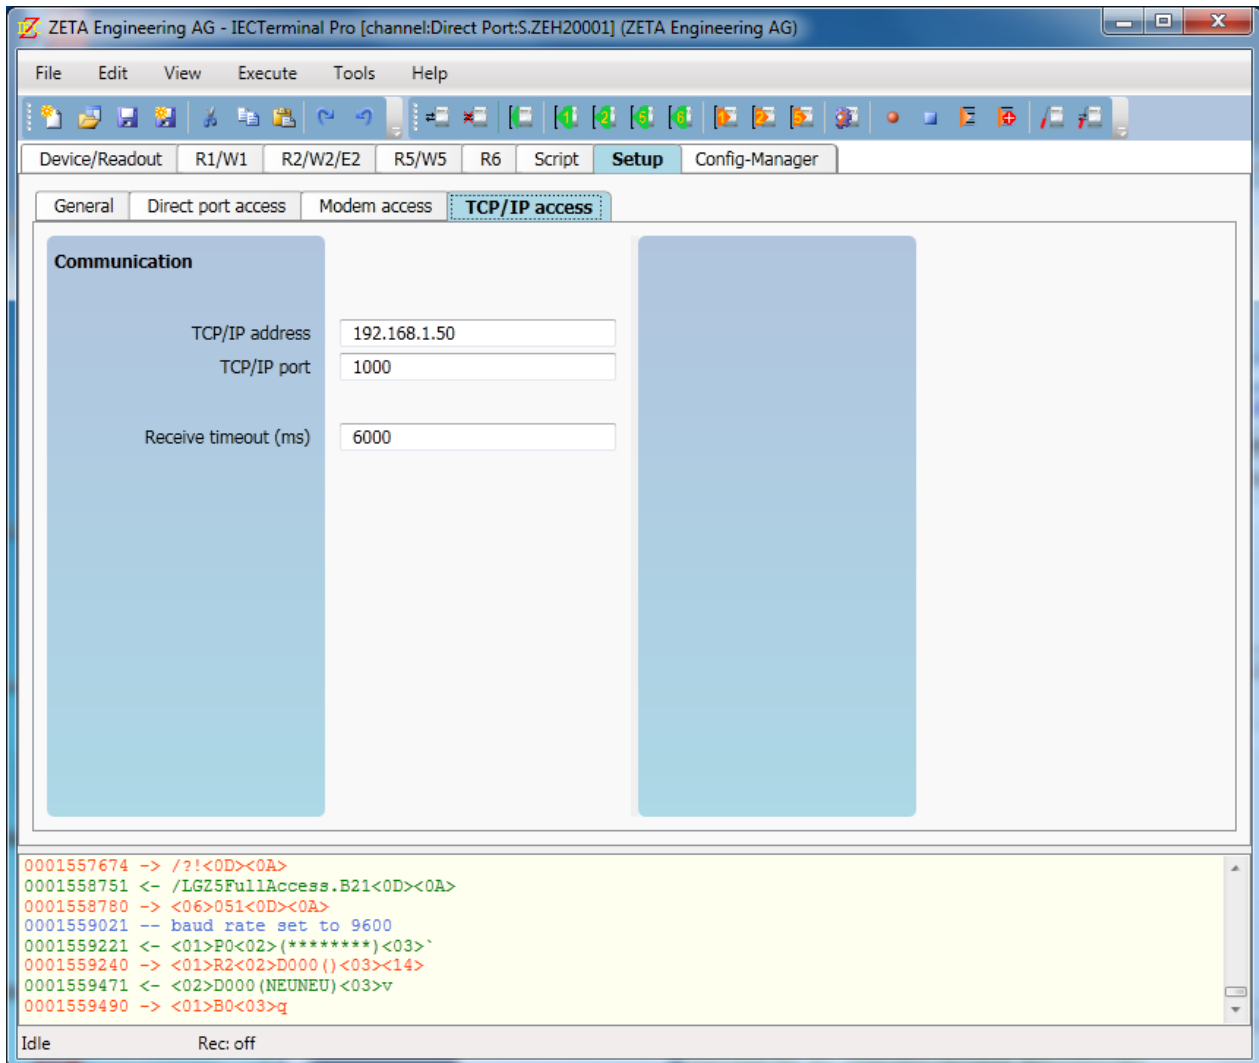 ZETA Engineering AG - IECTerminal Pro [channel:Direct Port:S.ZEH20001] (ZETA Engineering AG)
File Edit View Execute Tools Help
Device/Readout R1/W1 R2/W2/E2 R5/W5 R6 Script Setup Config-Manager
General Direct port access Modem access TCP/IP access
Communication
TCP/IP address 192.168.1.50
TCP/IP port 1000
Receive timeout (ms) 6000
0001557674 -> /?!<0D><0A>
0001558751 <- /LGZ5FullAccess.B21<0D><0A>
0001558780 -> <06>051<0D><0A>
0001559021 -- baud rate set to 9600
0001559221 <- <01>P0<02>(********)<03>`
0001559240 -> <01>R2<02>D000()<03><14>
0001559471 <- <02>D000(NEUNEU)<03>v
0001559490 -> <01>B0<03>q
Idle Rec: off